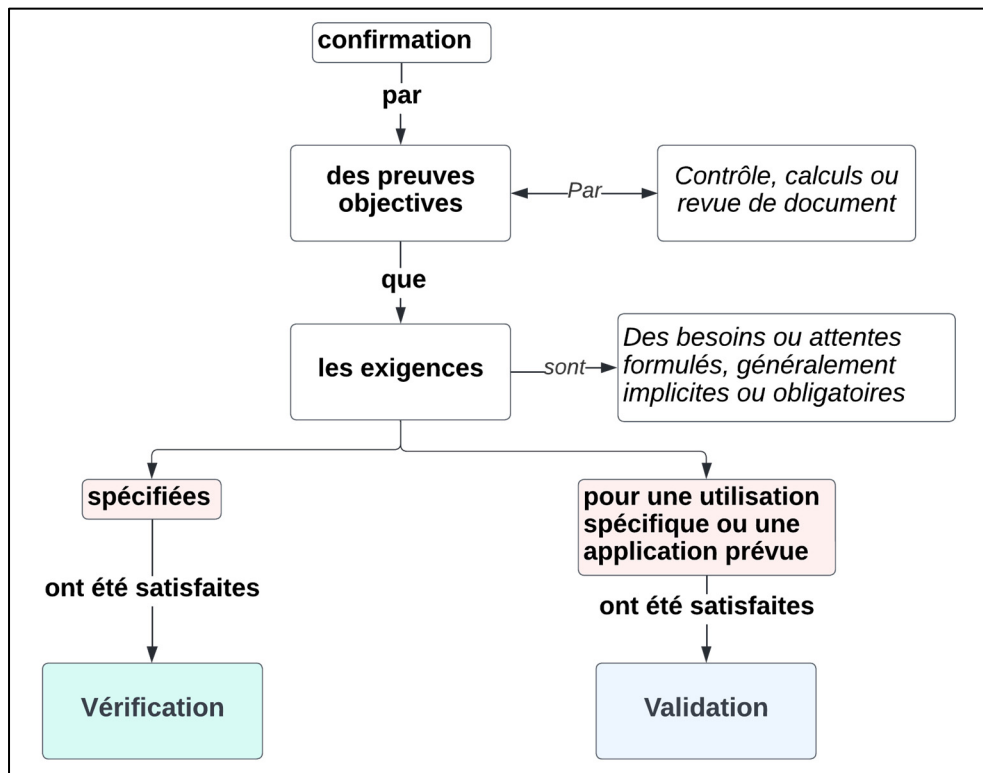 confirmation
par
des preuves
objectives
Par
Contrôle, calculs ou
revue de document
que
les exigences
sont
Des besoins ou attentes
formulés, généralement
implicites ou obligatoires
spécifiées
pour une utilisation
spécifique ou une
application prévue
ont été satisfaites
ont été satisfaites
Vérification
Validation